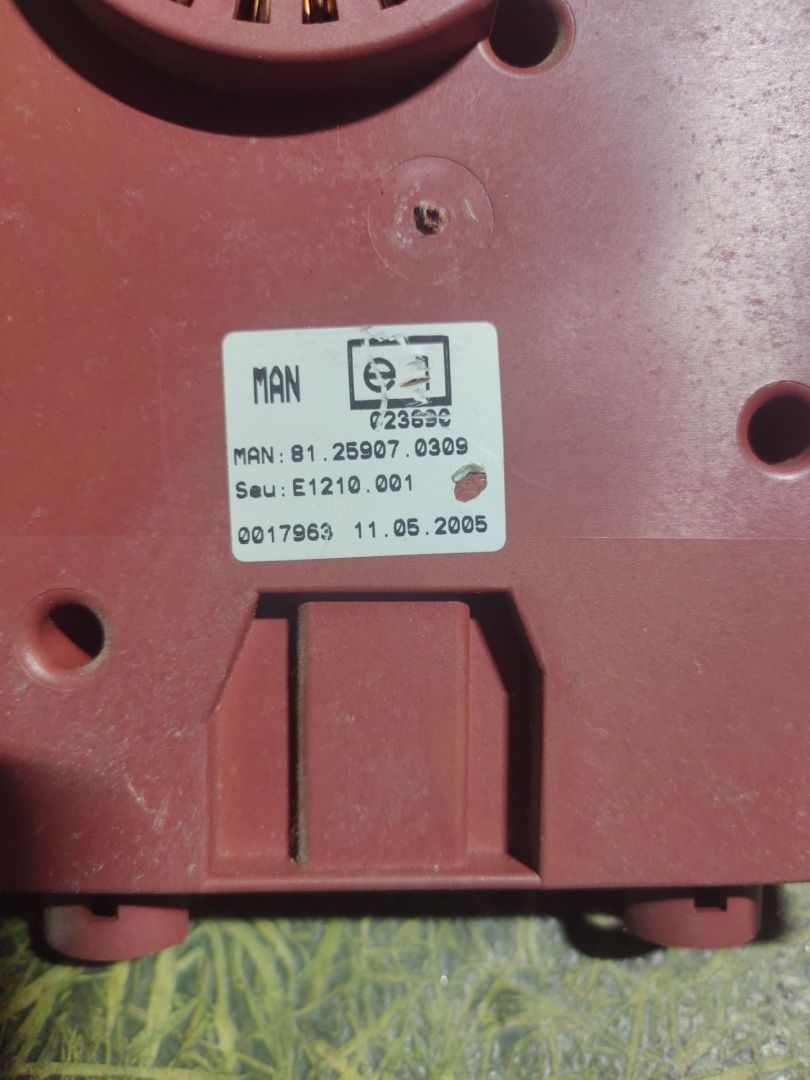 MAN
e1
023690
MAN: 81.25907.0309
Seu: E1210.001
0017963 11.05.2005